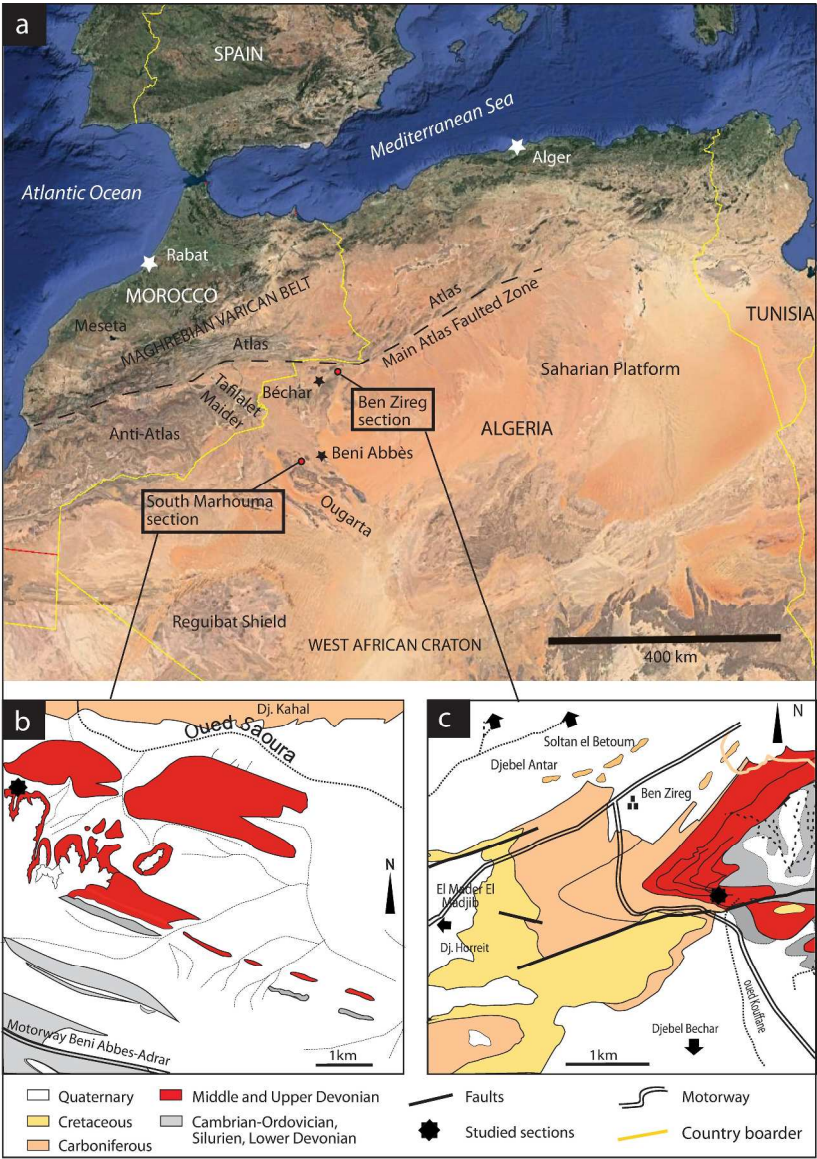 a
SPAIN
Mediterranean Sea
Alger
Atlantic Ocean
Rabat
MOROCCO
TUNISIA
Meseta
MAGHREBIAN VARICAN BELT
Atlas
Atlas
Main Atlas Faulted Zone
Saharian Platform
Tafilalet
Maider
Béchar
Ben Zireg
section
Anti-Atlas
ALGERIA
Beni Abbès
South Marhouma
section
Ougarta
Reguibat Shield
WEST AFRICAN CRATON
400 km
b
Dj. Kahal
Oued Saoura
N
Motorway Beni Abbes-Adrar
1km
c
N
Soltan el Betoum
Djebel Antar
Ben Zireg
El Mader El
Madjib
Dj. Horreit
oued Kouffane
Djebel Bechar
1km
Quaternary
Cretaceous
Carboniferous
Middle and Upper Devonian
Cambrian-Ordovician,
Silurien, Lower Devonian
Faults
Studied sections
Motorway
Country boarder